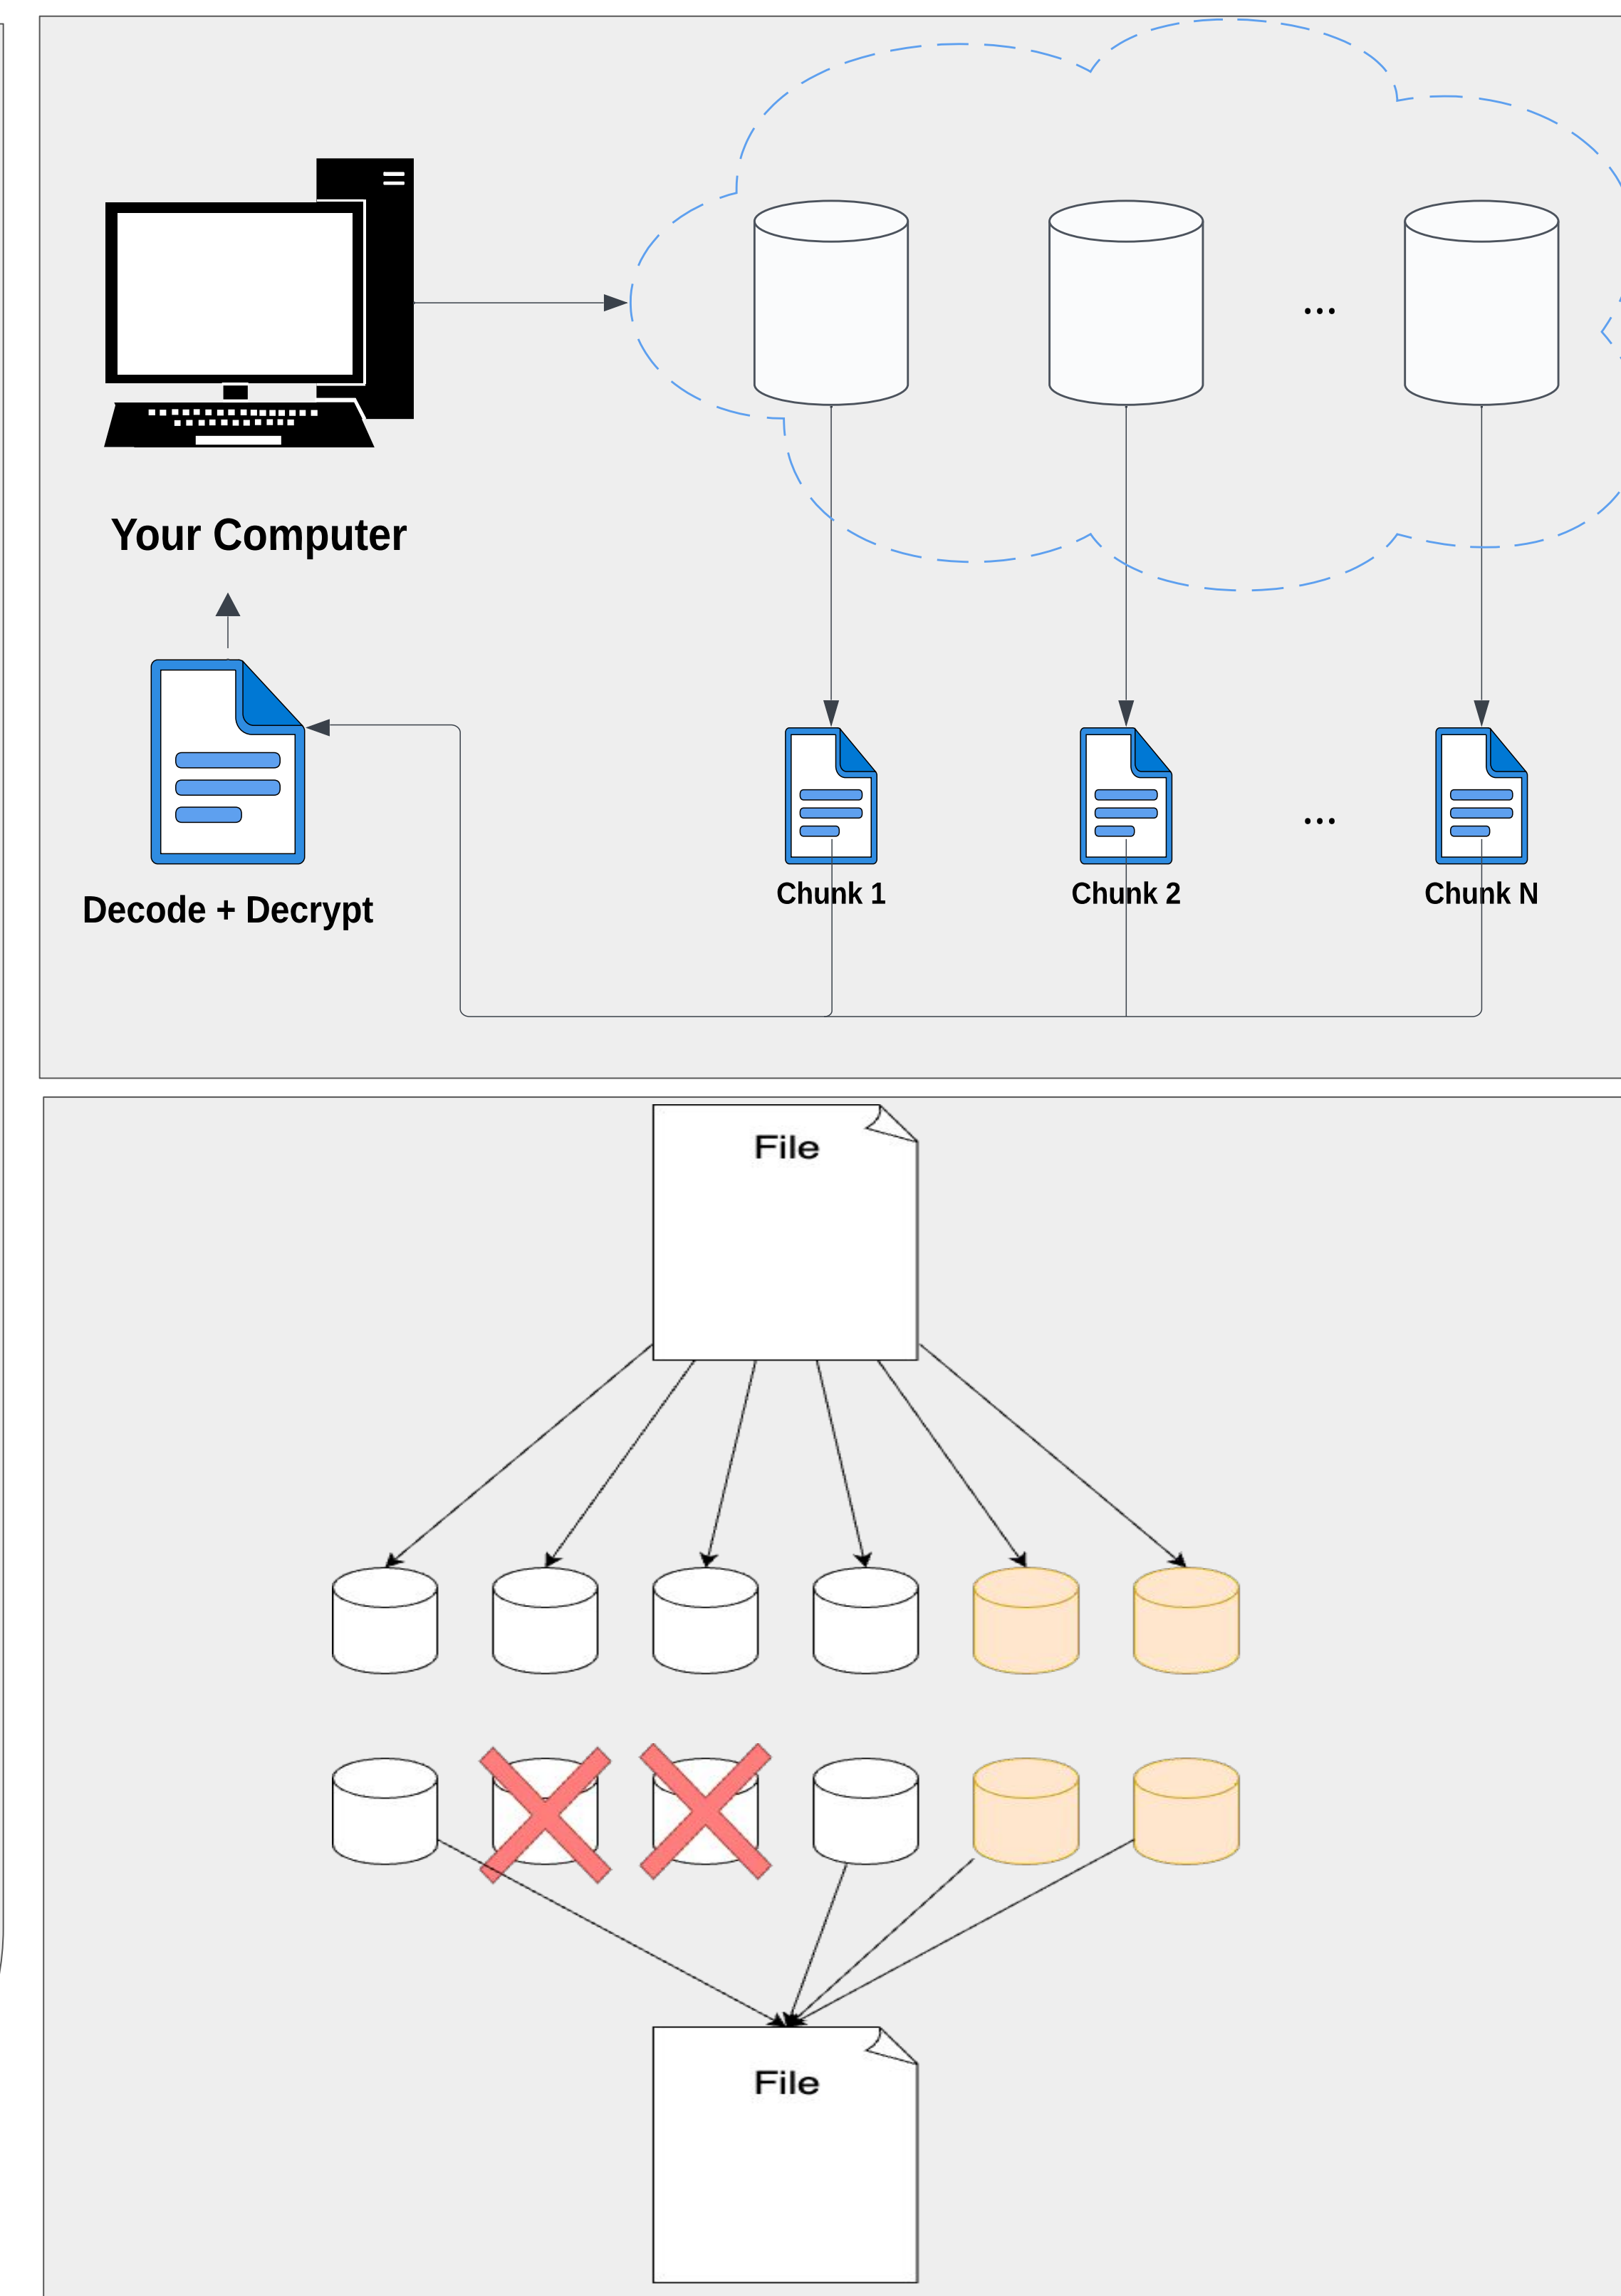 Your Computer
...
Decode + Decrypt
Chunk 1
Chunk 2
...
Chunk N
File
File